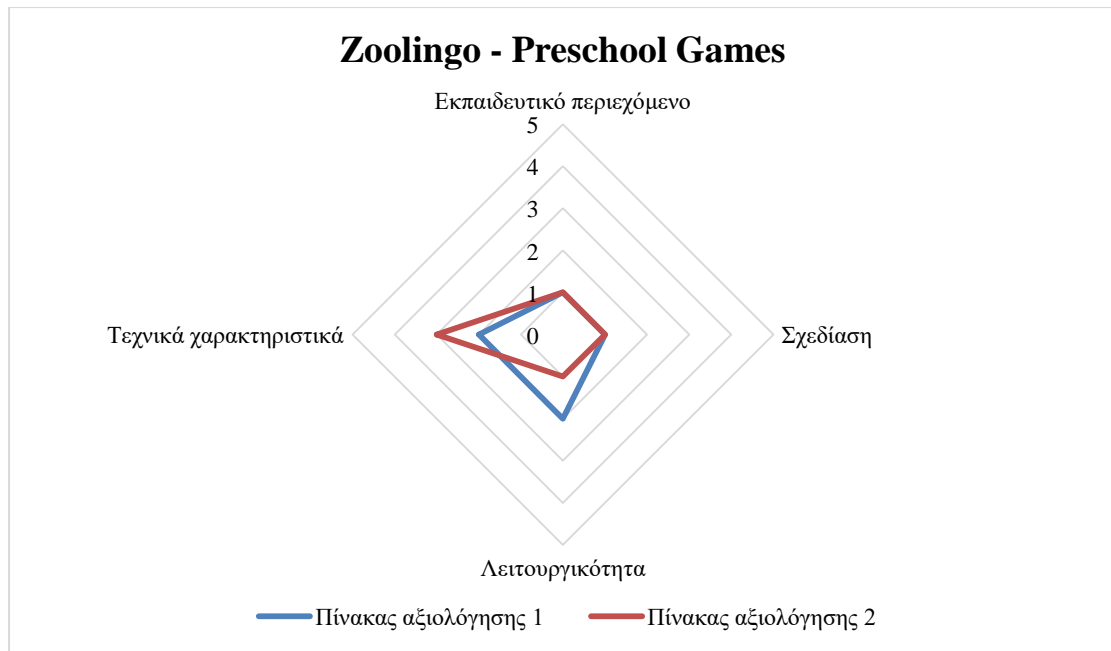 Zoolingo - Preschool Games
Εκπαιδευτικό περιεχόμενο
5
4
3
2
1
0
Τεχνικά χαρακτηριστικά
Σχεδίαση
Λειτουργικότητα
Πίνακας αξιολόγησης 1
Πίνακας αξιολόγησης 2